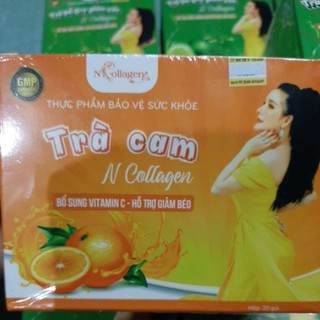 N Collagen
GMP
THỰC PHẨM BẢO VỆ SỨC KHỎE
Trà cam
N Collagen
BỔ SUNG VITAMIN C - HỖ TRỢ GIẢM BÉO
Hộp 20 gói